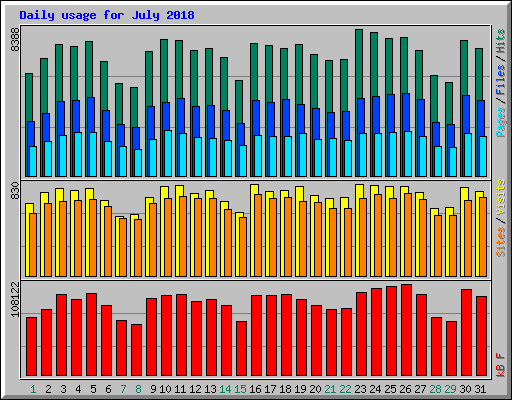 Daily usage for July 2018
8388
Pages / Files / Hits
830
Sites / Visits
108122
kB F
1 2 3 4 5 6 7 8 9 10 11 12 13 14 15 16 17 18 19 20 21 22 23 24 25 26 27 28 29 30 31